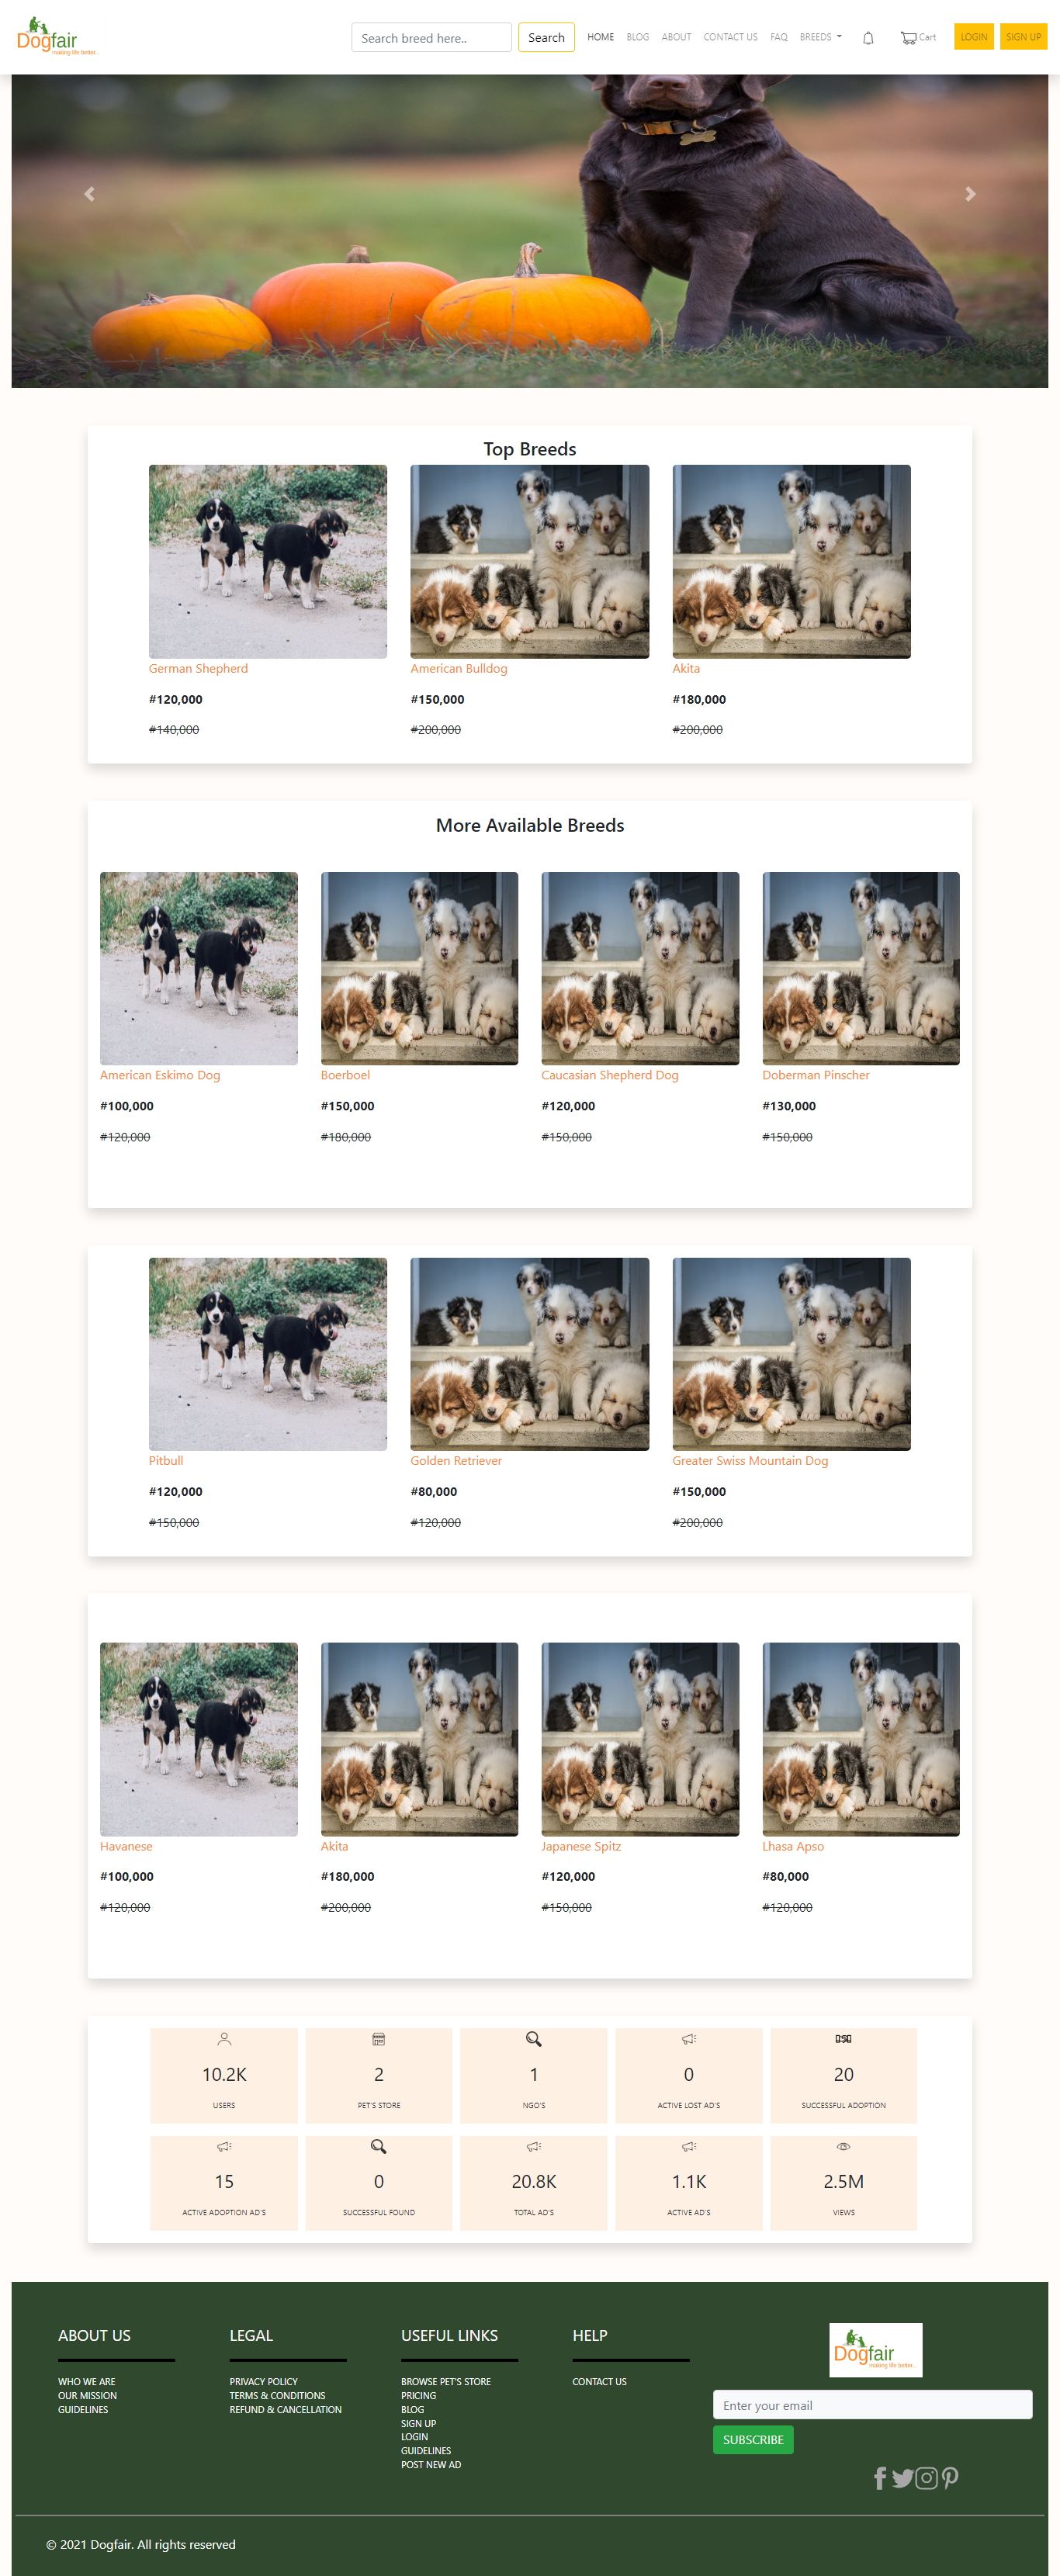 Dogfair
making life better...
Search breed here..
Search
HOME
BLOG
ABOUT
CONTACT US
FAQ
BREEDS
Cart
LOGIN
SIGN UP
Top Breeds
German Shepherd
#120,000
#140,000
American Bulldog
#150,000
#200,000
Akita
#180,000
#200,000
More Available Breeds
American Eskimo Dog
#100,000
#120,000
Boerboel
#150,000
#180,000
Caucasian Shepherd Dog
#120,000
#150,000
Doberman Pinscher
#130,000
#150,000
Pitbull
#120,000
#150,000
Golden Retriever
#80,000
#120,000
Greater Swiss Mountain Dog
#150,000
#200,000
Havanese
#100,000
#120,000
Akita
#180,000
#200,000
Japanese Spitz
#120,000
#150,000
Lhasa Apso
#80,000
#120,000
10.2K
USERS
2
PET'S STORE
1
NGO'S
0
ACTIVE LOST AD'S
20
SUCCESSFUL ADOPTION
15
ACTIVE ADOPTION AD'S
0
SUCCESSFUL FOUND
20.8K
TOTAL AD'S
1.1K
ACTIVE AD'S
2.5M
VIEWS
ABOUT US
WHO WE ARE
OUR MISSION
GUIDELINES
LEGAL
PRIVACY POLICY
TERMS & CONDITIONS
REFUND & CANCELLATION
USEFUL LINKS
BROWSE PET'S STORE
PRICING
BLOG
SIGN UP
LOGIN
GUIDELINES
POST NEW AD
HELP
CONTACT US
Dogfair
making life better...
Enter your email
SUBSCRIBE
© 2021 Dogfair. All rights reserved